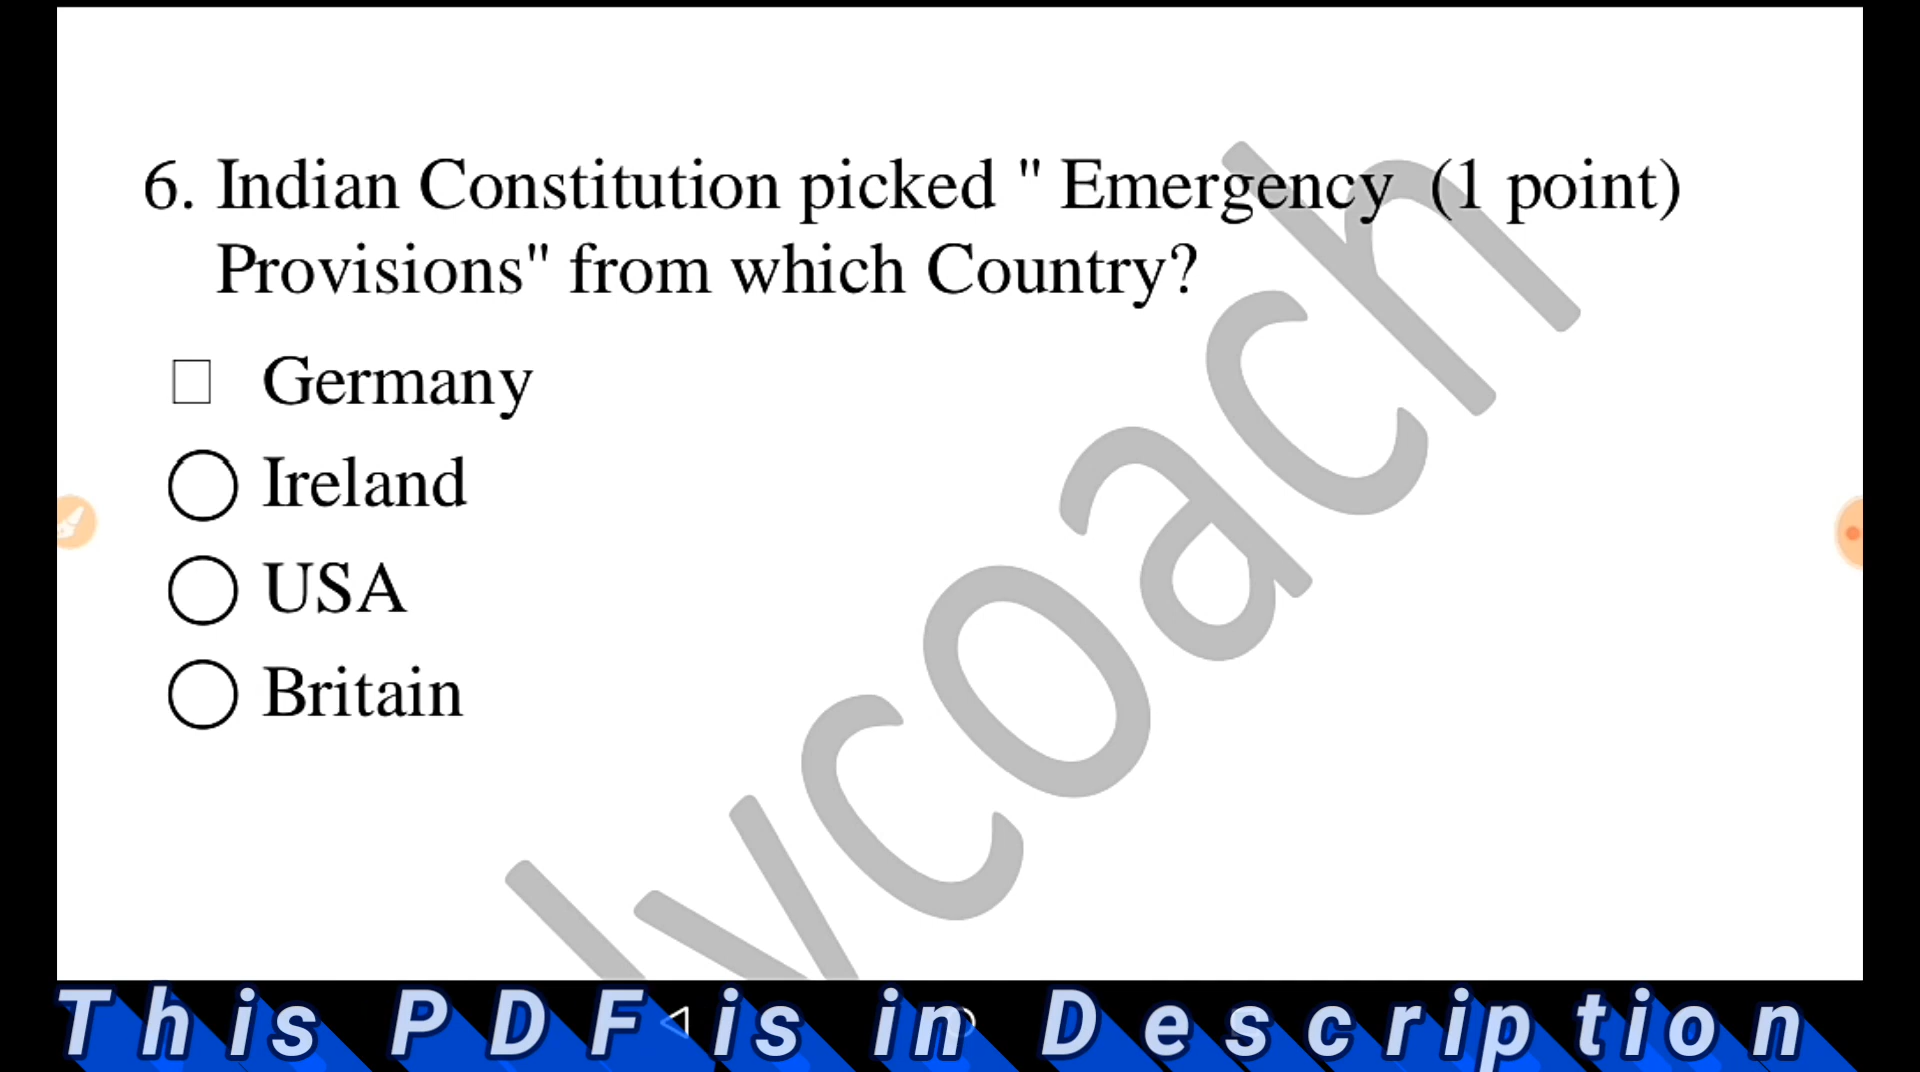 6. Indian Constitution picked " Emergency (1 point)
Provisions" from which Country?
Germany
Ireland
USA
Britain
lycoach
This PDF is in Description